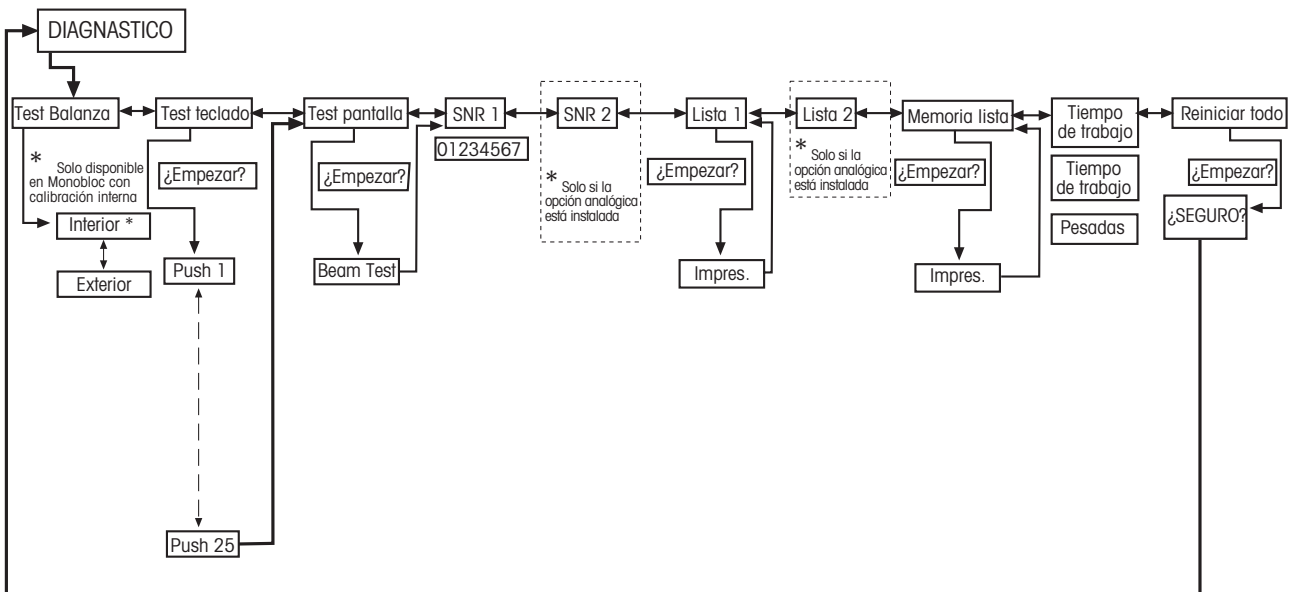 DIAGNASTICO
Test Balanza
Test teclado
Test pantalla
SNR 1
SNR 2
Lista 1
Lista 2
Memoria lista
Tiempo
de trabajo
Reiniciar todo
*
Solo disponible
en Monobloc con
calibración interna
Interior *
Exterior
¿Empezar?
Push 1
Push 25
¿Empezar?
Beam Test
01234567
*
Solo si la
opción analógica
está instalada
¿Empezar?
Impres.
*
Solo si la
opción analógica
está instalada
¿Empezar?
Impres.
Tiempo
de trabajo
Pesadas
¿Empezar?
¿SEGURO?